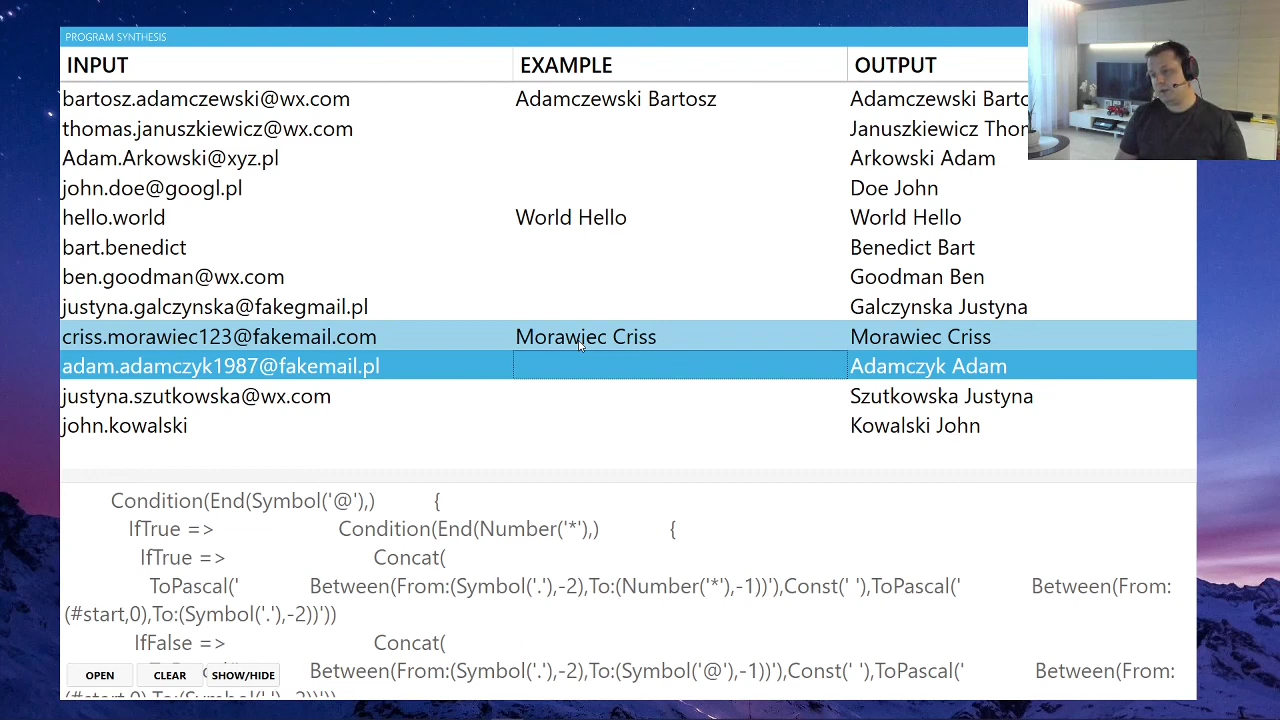 PROGRAM SYNTHESIS
INPUT EXAMPLE OUTPUT
bartosz.adamczewski@wx.com Adamczewski Bartosz Adamczewski
thomas.januszkiewicz@wx.com Januszkiewicz
Adam.Arkowski@xyz.pl Arkowski Adam
john.doe@googl.pl Doe John
hello.world World Hello World Hello
bart.benedict Benedict Bart
ben.goodman@wx.com Goodman Ben
justyna.galczynska@fakegmail.pl Galczynska Justyna
criss.morawiec123@fakemail.com Morawiec Criss Morawiec Criss
adam.adamczyk1987@fakemail.pl Adamczyk Adam
justyna.szutkowska@wx.com Szutkowska Justyna
john.kowalski Kowalski John
Condition(End(Symbol('@'),) {
IfTrue => Condition(End(Number('*'),) {
IfTrue => Concat(
ToPascal(' Between(From:(Symbol('.'),-2),To:(Number('*'),-1))'),Const(' '),ToPascal(' Between(From:
(#start,0),To:(Symbol('.'),-2))'))
IfFalse => Concat(
Between(From:(Symbol('.'),-2),To:(Symbol('@'),-1))'),Const(' '),ToPascal(' Between(From:
OPEN CLEAR SHOW/HIDE